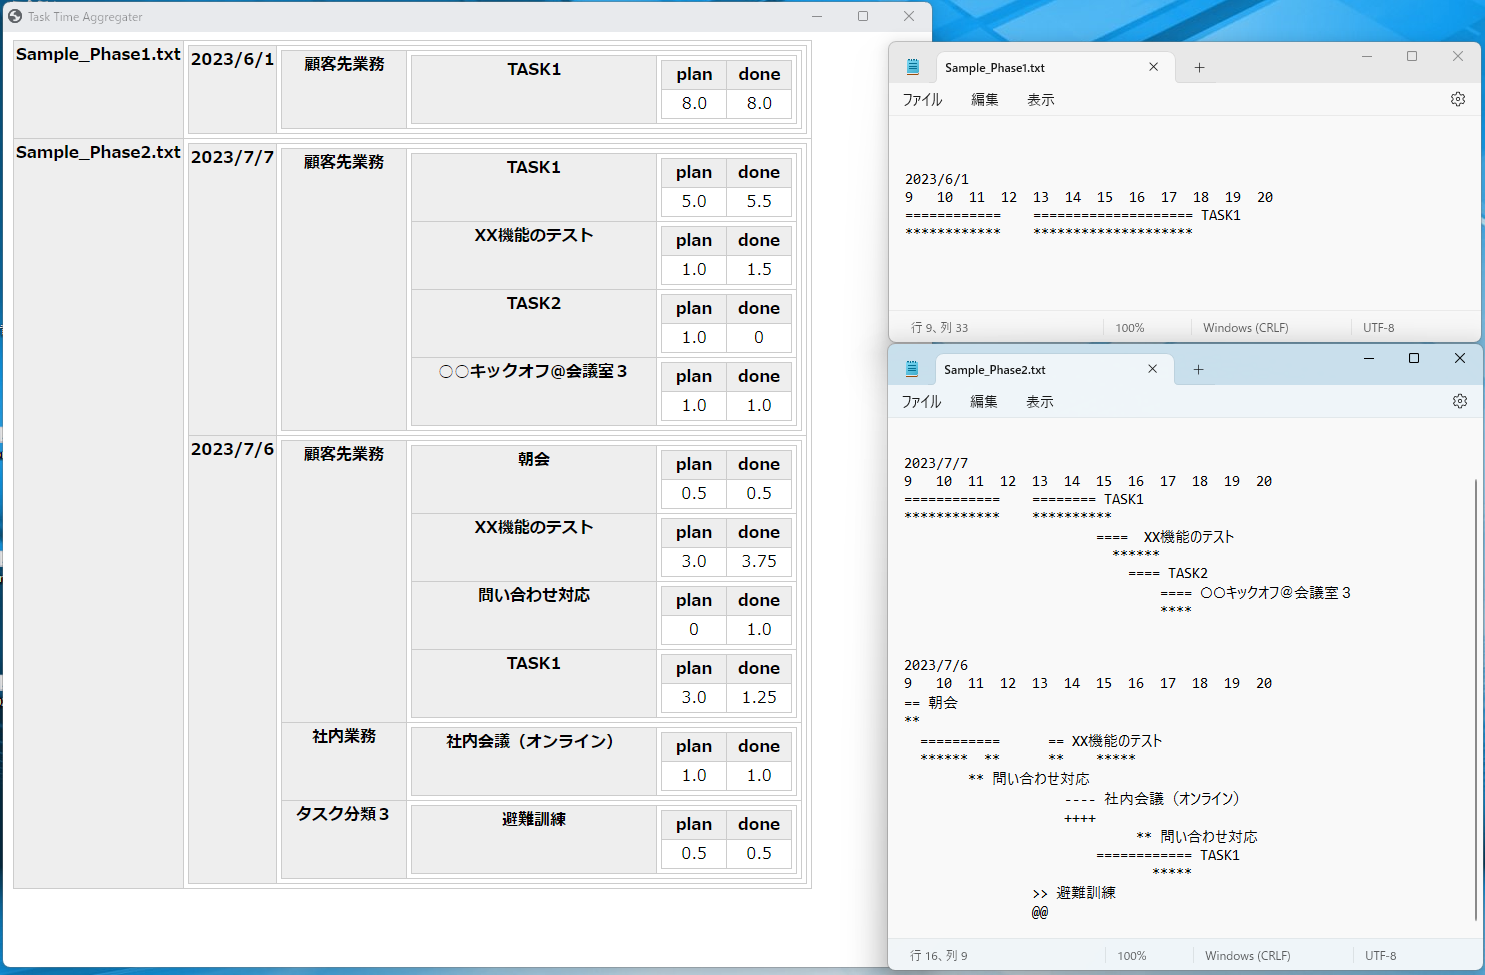 Task Time Aggregater
Sample_Phase1.txt
2023/6/1
顧客先業務
TASK1
plan done
8.0 8.0
Sample_Phase2.txt
2023/7/7
顧客先業務
TASK1
plan done
5.0 5.5
XX機能のテスト
plan done
1.0 1.5
TASK2
plan done
1.0 0
〇〇キックオフ@会議室３
plan done
1.0 1.0
2023/7/6
顧客先業務
朝会
plan done
0.5 0.5
XX機能のテスト
plan done
3.0 3.75
問い合わせ対応
plan done
0 1.0
TASK1
plan done
3.0 1.25
社内業務
社内会議（オンライン）
plan done
1.0 1.0
タスク分類３
避難訓練
plan done
0.5 0.5
Sample_Phase1.txt
ファイル 編集 表示
2023/6/1
9   10  11  12  13  14  15  16  17  18  19  20
============    ==================== TASK1
************    ********************
行 9、列 33 100% Windows (CRLF) UTF-8
Sample_Phase2.txt
ファイル 編集 表示
2023/7/7
9   10  11  12  13  14  15  16  17  18  19  20
============    ======== TASK1
************    **********
                        ====  XX機能のテスト
                          ******
                            ==== TASK2
                                ==== 〇〇キックオフ@会議室３
                                ****
2023/7/6
9   10  11  12  13  14  15  16  17  18  19  20
== 朝会
**
  ==========      == XX機能のテスト
  ******  **      **    *****
        ** 問い合わせ対応
                    ---- 社内会議（オンライン）
                    ++++
                             ** 問い合わせ対応
                        ============ TASK1
                               *****
                >> 避難訓練
                @@
行 16、列 9 100% Windows (CRLF) UTF-8